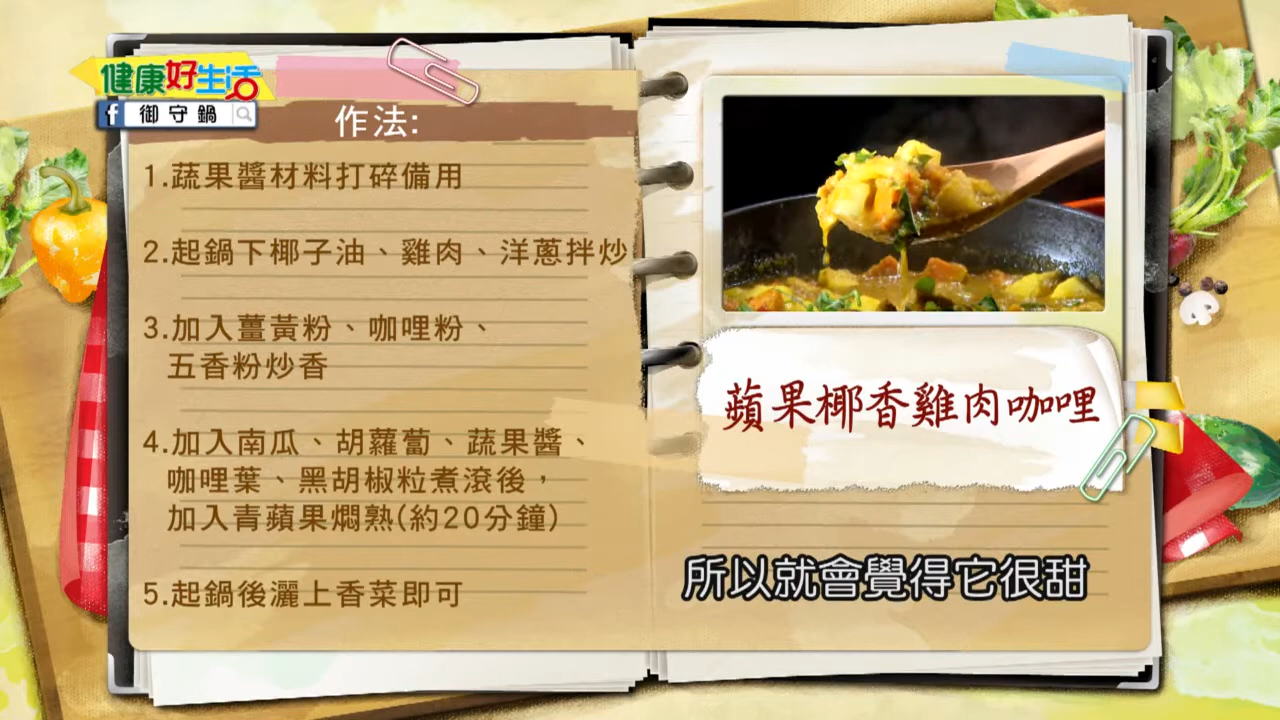 健康好生活
御守鍋
作法:
1.蔬果醬材料打碎備用
2.起鍋下椰子油、雞肉、洋蔥拌炒
3.加入薑黃粉、咖哩粉、
五香粉炒香
4.加入南瓜、胡蘿蔔、蔬果醬、
咖哩葉、黑胡椒粒煮滾後，
加入青蘋果燜熟(約20分鐘)
5.起鍋後灑上香菜即可
蘋果椰香雞肉咖哩
所以就會覺得它很甜